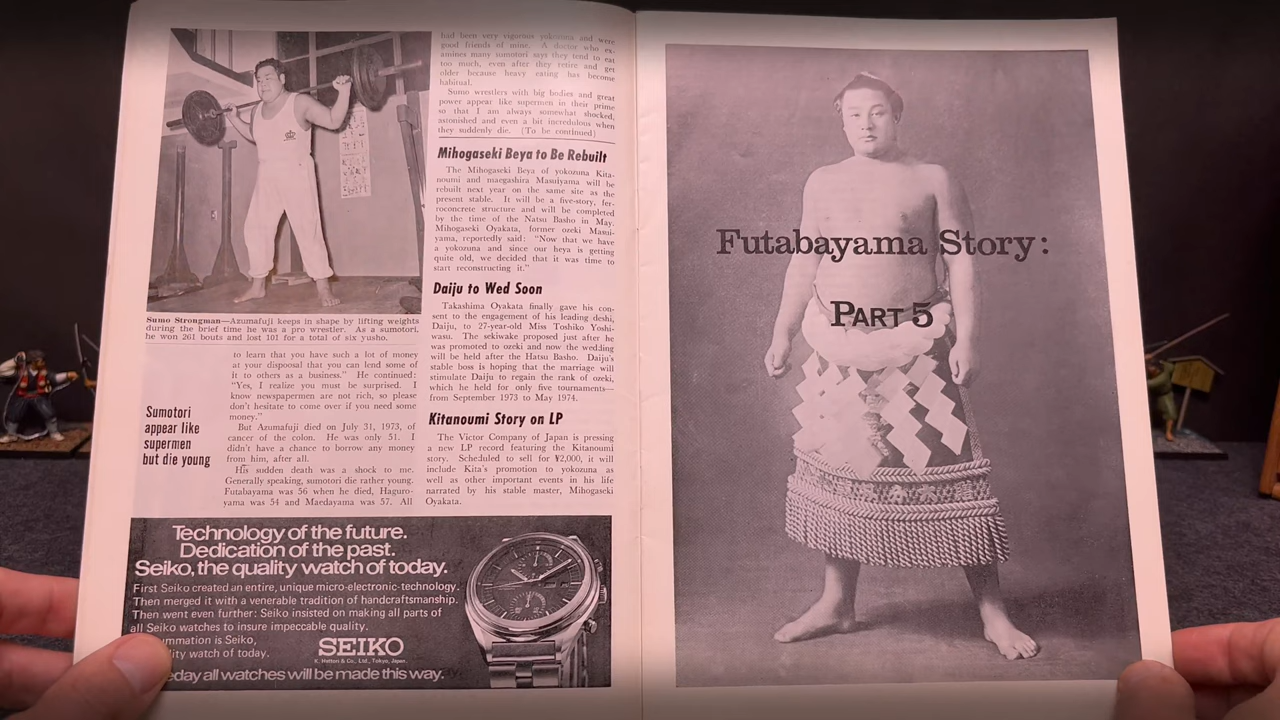 Sumo Strongman—Azumafuji keeps in shape by lifting weights
during the brief time he was a pro wrestler. As a sumotori,
he won 261 bouts and lost 101 for a total of six yusho.
to learn that you have such a lot of money
at your disposoal that you can lend some of
it to others as a business." He continued:
"Yes, I realize you must be surprised. I
know newspapermen are not rich, so please
don't hesitate to come over if you need some
money."
But Azumafuji died on July 31, 1973, of
cancer of the colon. He was only 51. I
didn't have a chance to borrow any money
from him, after all.
His sudden death was a shock to me.
Generally speaking, sumotori die rather young.
Futabayama was 56 when he died, Haguro-
yama was 54 and Maedayama was 57. All
Sumotori
appear like
supermen
but die young
had been very vigorous yokozuna and were
good friends of mine. A doctor who ex-
amines many sumotori says they tend to eat
too much, even after they retire and get
older because heavy eating has become
habitual.
Sumo wrestlers with big bodies and great
power appear like supermen in their prime
so that I am always somewhat shocked,
astonished and even a bit incredulous when
they suddenly die. (To be continued)
Mihogaseki Beya to Be Rebuilt
The Mihogaseki Beya of yokozuna Kita-
noumi and maegashira Masuiyama will be
rebuilt next year on the same site as the
present stable. It will be a five-story, fer-
roconcrete structure and will be completed
by the time of the Natsu Basho in May.
Mihogaseki Oyakata, former ozeki Masui-
yama, reportedly said: "Now that we have
a yokozuna and since our heya is getting
quite old, we decided that it was time to
start reconstructing it."
Daiju to Wed Soon
Takashima Oyakata finally gave his con-
sent to the engagement of his leading deshi,
Daiju, to 27-year-old Miss Toshiko Yoshi-
wasu. The sekiwake proposed just after he
was promoted to ozeki and now the wedding
will be held after the Hatsu Basho. Daiju's
stable boss is hoping that the marriage will
stimulate Daiju to regain the rank of ozeki,
which he held for only five tournaments—
from September 1973 to May 1974.
Kitanoumi Story on LP
The Victor Company of Japan is pressing
a new LP record featuring the Kitanoumi
story. Scheduled to sell for ¥2,000, it will
include Kita's promotion to yokozuna as
well as other important events in his life
narrated by his stable master, Mihogaseki
Oyakata.
Technology of the future.
Dedication of the past.
Seiko, the quality watch of today.
First Seiko created an entire, unique micro-electronic-technology.
Then merged it with a venerable tradition of handcraftsmanship.
Then went even further: Seiko insisted on making all parts of
all Seiko watches to insure impeccable quality.
is Seiko,
watch of today.
SEIKO
K. Hattori & Co., Ltd., Tokyo, Japan.
all watches will be made this way.
Futabayama Story:
PART 5